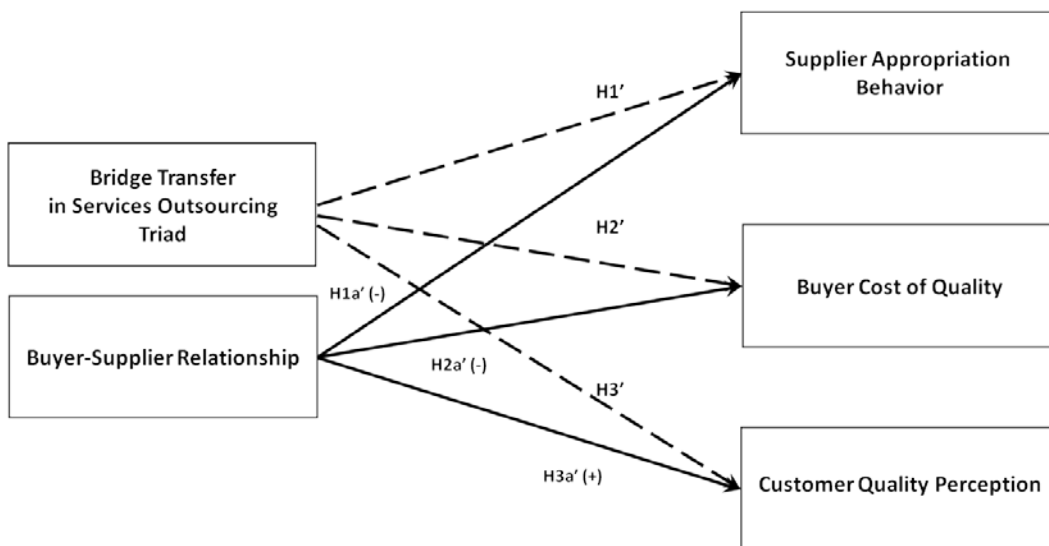 Supplier Appropriation
Behavior
H1’
Bridge Transfer
in Services Outsourcing
Triad
H2’
H1a’ (-)
Buyer Cost of Quality
Buyer-Supplier Relationship
H2a’ (-)
H3’
H3a’ (+)
Customer Quality Perception